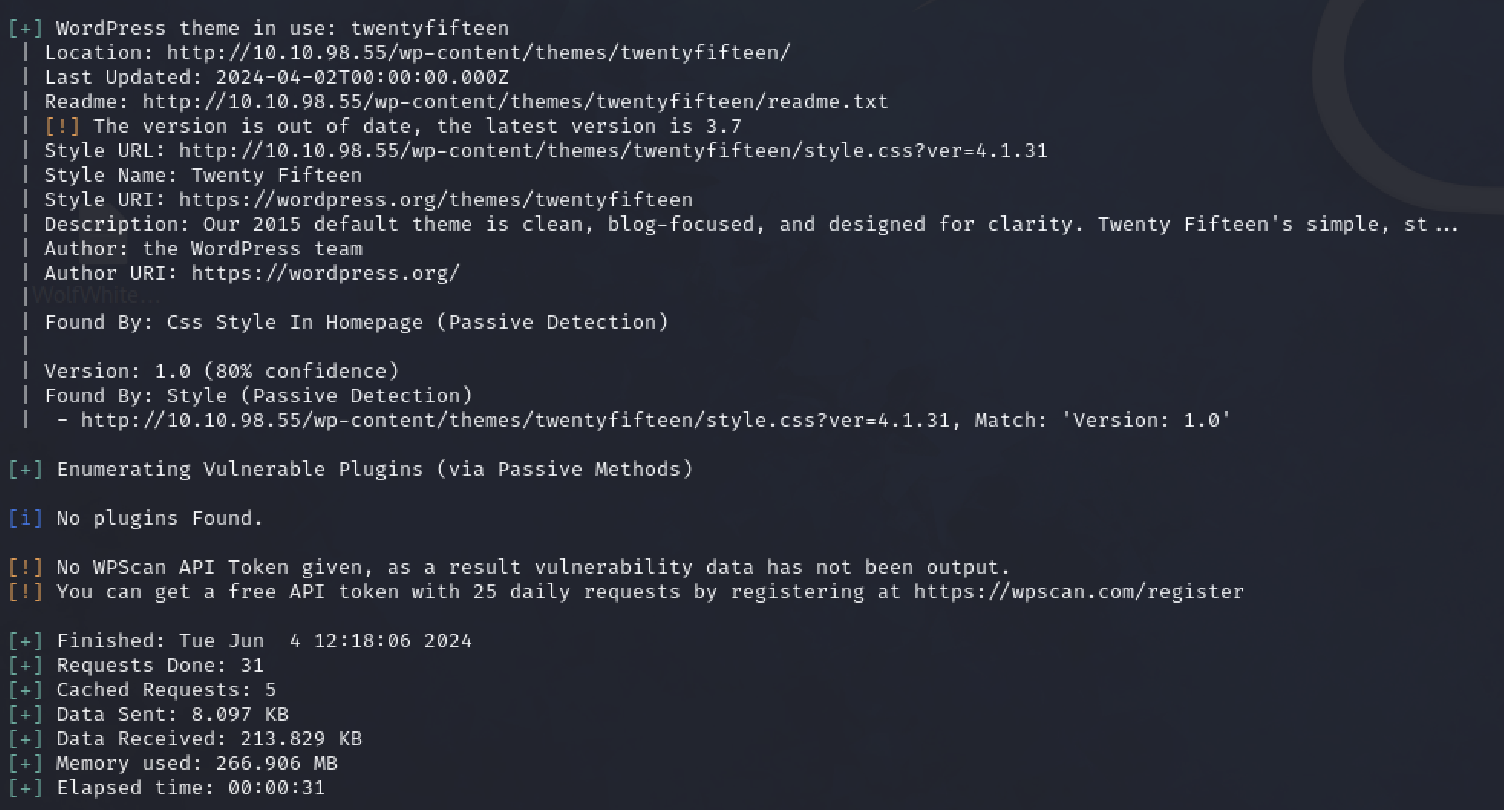 [+] WordPress theme in use: twentyfifteen
| Location: http://10.10.98.55/wp-content/themes/twentyfifteen/
| Last Updated: 2024-04-02T00:00:00.000Z
| Readme: http://10.10.98.55/wp-content/themes/twentyfifteen/readme.txt
| [!] The version is out of date, the latest version is 3.7
| Style URL: http://10.10.98.55/wp-content/themes/twentyfifteen/style.css?ver=4.1.31
| Style Name: Twenty Fifteen
| Style URI: https://wordpress.org/themes/twentyfifteen
| Description: Our 2015 default theme is clean, blog-focused, and designed for clarity. Twenty Fifteen's simple, st...
| Author: the WordPress team
| Author URI: https://wordpress.org/
| WolfWhite...
| Found By: Css Style In Homepage (Passive Detection)
|
| Version: 1.0 (80% confidence)
| Found By: Style (Passive Detection)
|  - http://10.10.98.55/wp-content/themes/twentyfifteen/style.css?ver=4.1.31, Match: 'Version: 1.0'
[+] Enumerating Vulnerable Plugins (via Passive Methods)
[i] No plugins Found.
[!] No WPScan API Token given, as a result vulnerability data has not been output.
[!] You can get a free API token with 25 daily requests by registering at https://wpscan.com/register
[+] Finished: Tue Jun  4 12:18:06 2024
[+] Requests Done: 31
[+] Cached Requests: 5
[+] Data Sent: 8.097 KB
[+] Data Received: 213.829 KB
[+] Memory used: 266.906 MB
[+] Elapsed time: 00:00:31